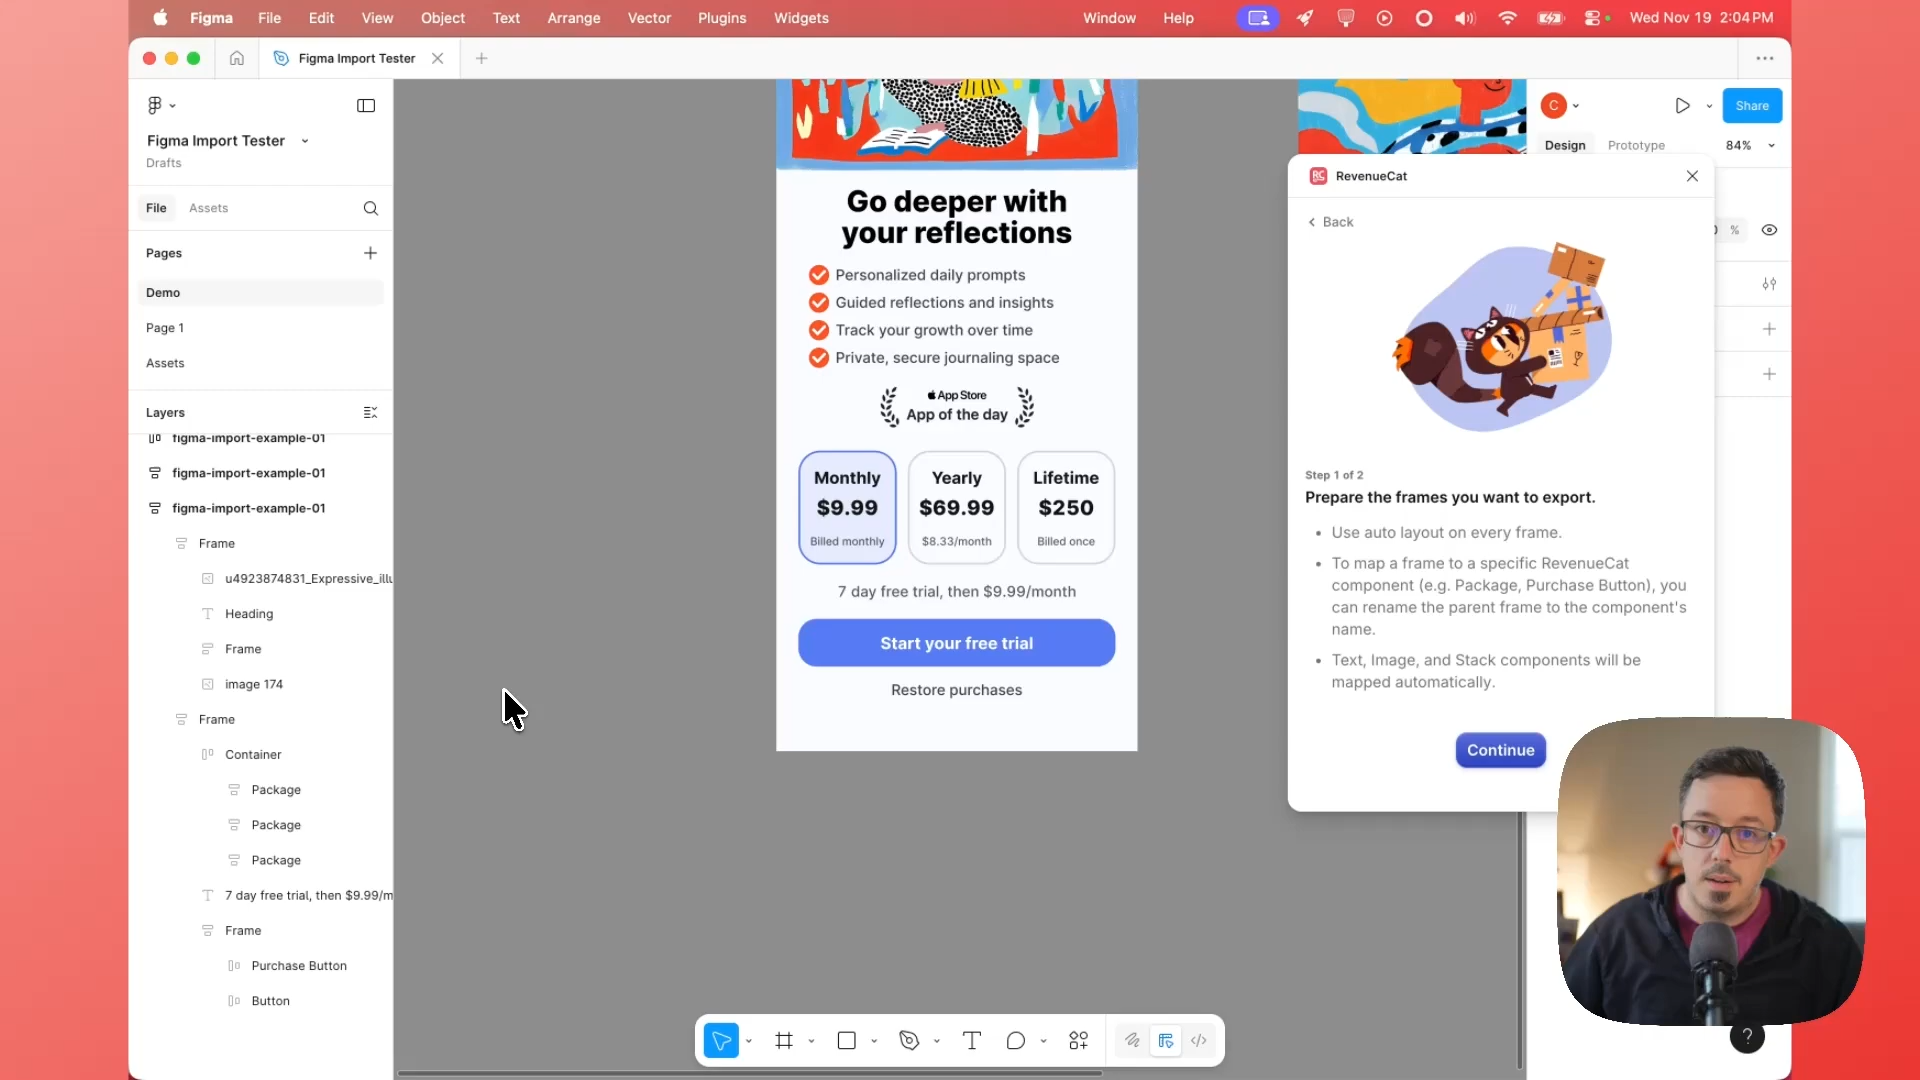 Figma File Edit View Object Text Arrange Vector Plugins Widgets Window Help Wed Nov 19 2:04 PM
Figma Import Tester
Figma Import Tester
Drafts
File Assets
Pages
Demo
Page 1
Assets
Layers
figma-import-example-01
figma-import-example-01
figma-import-example-01
Frame
u4923874831_Expressive_illu
Heading
Frame
image 174
Frame
Container
Package
Package
Package
7 day free trial, then $9.99/m
Frame
Purchase Button
Button
Go deeper with
your reflections
Personalized daily prompts
Guided reflections and insights
Track your growth over time
Private, secure journaling space
App Store
App of the day
Monthly
$9.99
Billed monthly
Yearly
$69.99
$8.33/month
Lifetime
$250
Billed once
7 day free trial, then $9.99/month
Start your free trial
Restore purchases
C
Share
Design Prototype 84%
%
RC
RevenueCat
Back
Step 1 of 2
Prepare the frames you want to export.
• Use auto layout on every frame.
• To map a frame to a specific RevenueCat
component (e.g. Package, Purchase Button), you
can rename the parent frame to the component's
name.
• Text, Image, and Stack components will be
mapped automatically.
Continue
?